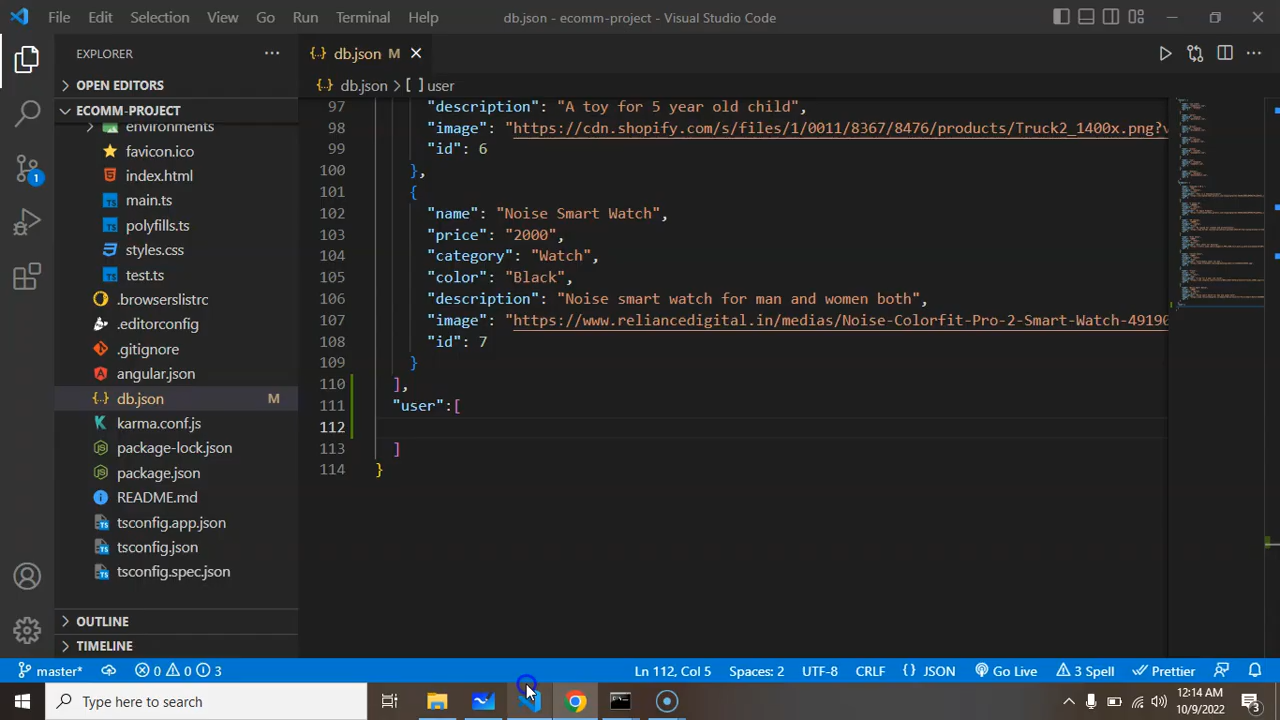 File Edit Selection View Go Run Terminal Help db.json - ecomm-project - Visual Studio Code
EXPLORER
OPEN EDITORS
ECOMM-PROJECT
environments
favicon.ico
index.html
main.ts
polyfills.ts
styles.css
test.ts
.browserslistrc
.editorconfig
.gitignore
angular.json
db.json M
karma.conf.js
package-lock.json
package.json
README.md
tsconfig.app.json
tsconfig.json
tsconfig.spec.json
OUTLINE
TIMELINE
1
{..} db.json M
{..} db.json > [ ] user
97 "description": "A toy for 5 year old child",
98 "image": "https://cdn.shopify.com/s/files/1/0011/8367/8476/products/Truck2_1400x.png?v
99 "id": 6
100 },
101 {
102 "name": "Noise Smart Watch",
103 "price": "2000",
104 "category": "Watch",
105 "color": "Black",
106 "description": "Noise smart watch for man and women both",
107 "image": "https://www.reliancedigital.in/medias/Noise-Colorfit-Pro-2-Smart-Watch-49190
108 "id": 7
109 }
110 ],
111 "user":[
112
113 ]
114 }
master* 0 0 3 Ln 112, Col 5 Spaces: 2 UTF-8 CRLF {} JSON Go Live 3 Spell Prettier
Type here to search
12:14 AM
10/9/2022
3